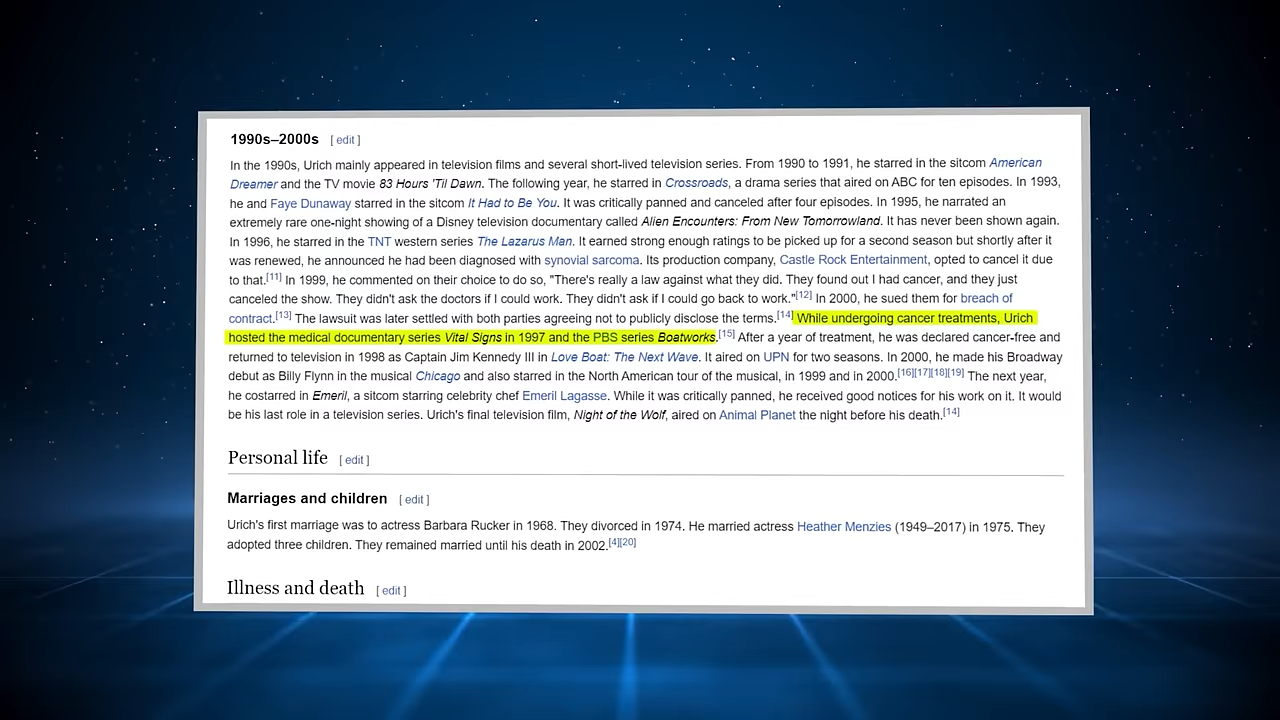 1990s–2000s [ edit ]
In the 1990s, Urich mainly appeared in television films and several short-lived television series. From 1990 to 1991, he starred in the sitcom American
Dreamer and the TV movie 83 Hours 'Til Dawn. The following year, he starred in Crossroads, a drama series that aired on ABC for ten episodes. In 1993,
he and Faye Dunaway starred in the sitcom It Had to Be You. It was critically panned and canceled after four episodes. In 1995, he narrated an
extremely rare one-night showing of a Disney television documentary called Alien Encounters: From New Tomorrowland. It has never been shown again.
In 1996, he starred in the TNT western series The Lazarus Man. It earned strong enough ratings to be picked up for a second season but shortly after it
was renewed, he announced he had been diagnosed with synovial sarcoma. Its production company, Castle Rock Entertainment, opted to cancel it due
to that.[11] In 1999, he commented on their choice to do so, "There's really a law against what they did. They found out I had cancer, and they just
canceled the show. They didn't ask the doctors if I could work. They didn't ask if I could go back to work."[12] In 2000, he sued them for breach of
contract.[13] The lawsuit was later settled with both parties agreeing not to publicly disclose the terms.[14] While undergoing cancer treatments, Urich
hosted the medical documentary series Vital Signs in 1997 and the PBS series Boatworks.[15] After a year of treatment, he was declared cancer-free and
returned to television in 1998 as Captain Jim Kennedy III in Love Boat: The Next Wave. It aired on UPN for two seasons. In 2000, he made his Broadway
debut as Billy Flynn in the musical Chicago and also starred in the North American tour of the musical, in 1999 and in 2000.[16][17][18][19] The next year,
he costarred in Emeril, a sitcom starring celebrity chef Emeril Lagasse. While it was critically panned, he received good notices for his work on it. It would
be his last role in a television series. Urich's final television film, Night of the Wolf, aired on Animal Planet the night before his death.[14]
Personal life [ edit ]
Marriages and children [ edit ]
Urich's first marriage was to actress Barbara Rucker in 1968. They divorced in 1974. He married actress Heather Menzies (1949–2017) in 1975. They
adopted three children. They remained married until his death in 2002.[4][20]
Illness and death [ edit ]